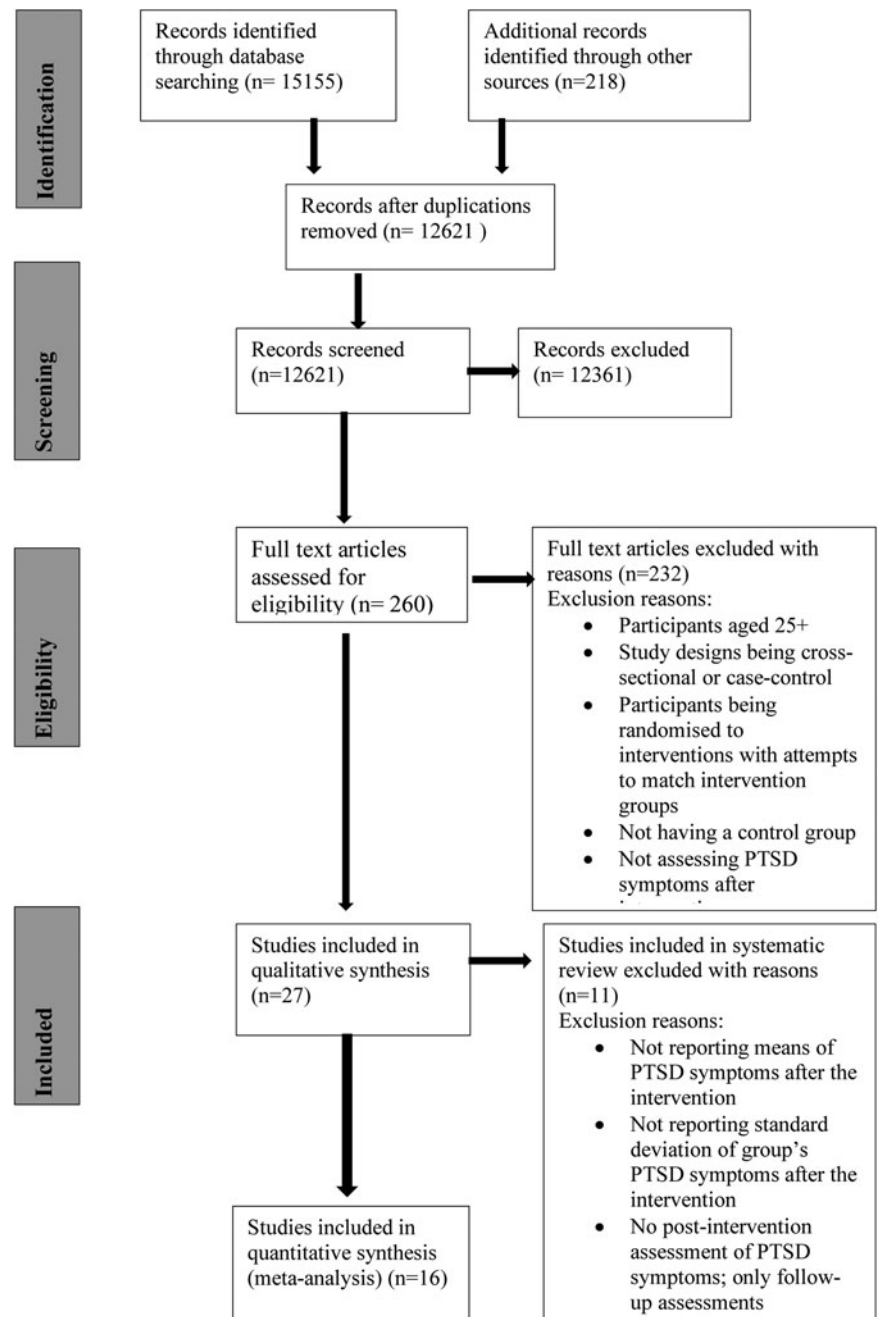 Identification
Records identified
through database
searching (n= 15155)
Additional records
identified through other
sources (n=218)
Records after duplications
removed (n= 12621 )
Screening
Records screened
(n=12621)
Records excluded
(n= 12361)
Eligibility
Full text articles
assessed for
eligibility (n= 260)
Full text articles excluded with
reasons (n=232)
Exclusion reasons:
• Participants aged 25+
• Study designs being cross-
sectional or case-control
• Participants being
randomised to
interventions with attempts
to match intervention
groups
• Not having a control group
• Not assessing PTSD
symptoms after
Included
Studies included in
qualitative synthesis
(n=27)
Studies included in systematic
review excluded with reasons
(n=11)
Exclusion reasons:
• Not reporting means of
PTSD symptoms after the
intervention
• Not reporting standard
deviation of group's
PTSD symptoms after the
intervention
• No post-intervention
assessment of PTSD
symptoms; only follow-
up assessments
Studies included in
quantitative synthesis
(meta-analysis) (n=16)